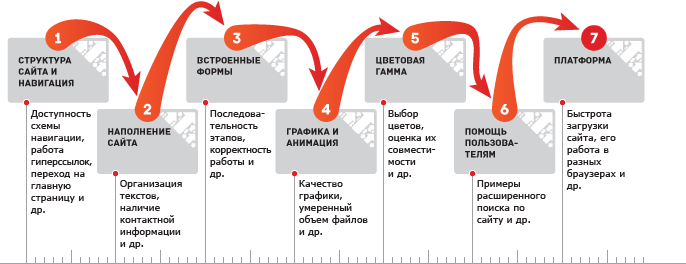 1
СТРУКТУРА
САЙТА И
НАВИГАЦИЯ
Доступность
схемы
навигации,
работа
гиперссылок,
переход на
главную
страницу и
др.
2
НАПОЛНЕНИЕ
САЙТА
Организация
текстов,
наличие
контактной
информации
и др.
3
ВСТРОЕННЫЕ
ФОРМЫ
Последова-
тельность
этапов,
корректность
работы и
др.
4
ГРАФИКА И
АНИМАЦИЯ
Качество
графики,
умеренный
объем файлов
и др.
5
ЦВЕТОВАЯ
ГАММА
Выбор
цветов,
оценка их
совмести-
мости
и др.
6
ПОМОЩЬ
ПОЛЬЗОВА-
ТЕЛЯМ
Примеры
расширенного
поиска по
сайту и др.
7
ПЛАТФОРМА
Быстрота
загрузки
сайта, его
работа в
разных
браузерах и
др.